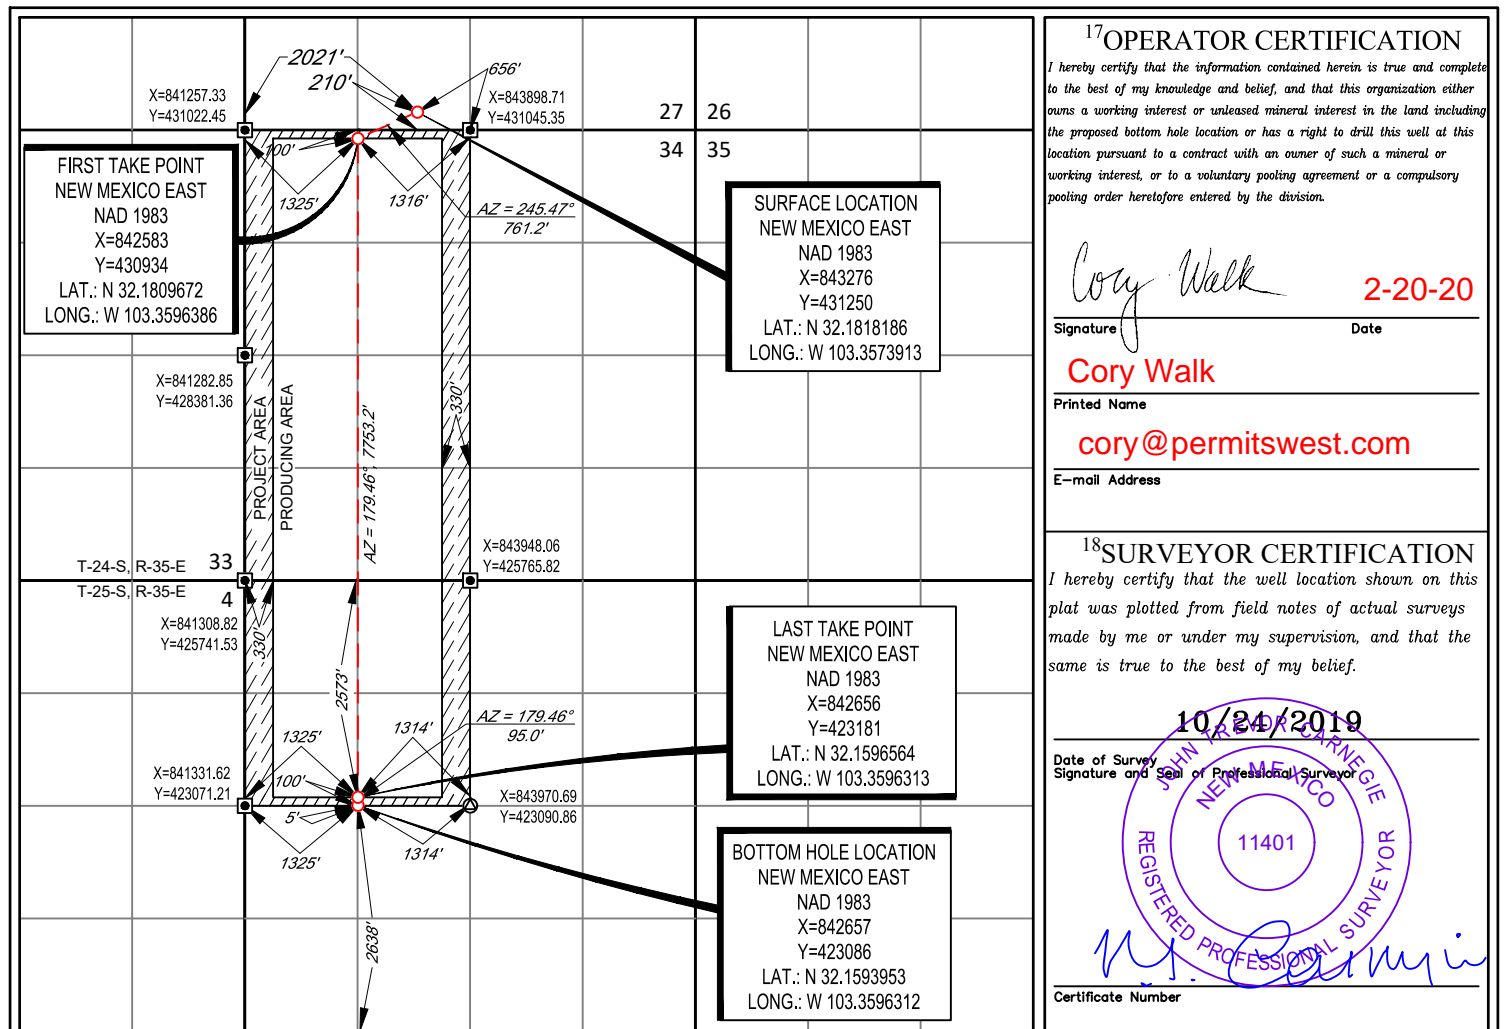 2021'
210'
656'
X=841257.33
Y=431022.45
X=843898.71
Y=431045.35
27 26
34 35
100'
1325'
1316'
AZ = 245.47°
761.2'
FIRST TAKE POINT
NEW MEXICO EAST
NAD 1983
X=842583
Y=430934
LAT.: N 32.1809672
LONG.: W 103.3596386
SURFACE LOCATION
NEW MEXICO EAST
NAD 1983
X=843276
Y=431250
LAT.: N 32.1818186
LONG.: W 103.3573913
X=841282.85
Y=428381.36
PROJECT AREA
PRODUCING AREA
AZ = 179.46°, 7753.2'
330'
T-24-S, R-35-E 33
T-25-S, R-35-E 4
X=843948.06
Y=425765.82
X=841308.82
Y=425741.53
330'
2573'
LAST TAKE POINT
NEW MEXICO EAST
NAD 1983
X=842656
Y=423181
LAT.: N 32.1596564
LONG.: W 103.3596313
1325'
1314'
AZ = 179.46°
95.0'
100'
X=841331.62
Y=423071.21
X=843970.69
Y=423090.86
5'
1325'
1314'
2638'
BOTTOM HOLE LOCATION
NEW MEXICO EAST
NAD 1983
X=842657
Y=423086
LAT.: N 32.1593953
LONG.: W 103.3596312
17 OPERATOR CERTIFICATION
I hereby certify that the information contained herein is true and complete
to the best of my knowledge and belief, and that this organization either
owns a working interest or unleased mineral interest in the land including
the proposed bottom hole location or has a right to drill this well at this
location pursuant to a contract with an owner of such a mineral or
working interest, or to a voluntary pooling agreement or a compulsory
pooling order heretofore entered by the division.
Cory Walk
2-20-20
Signature Date
Cory Walk
Printed Name
cory@permitswest.com
E-mail Address
18 SURVEYOR CERTIFICATION
I hereby certify that the well location shown on this
plat was plotted from field notes of actual surveys
made by me or under my supervision, and that the
same is true to the best of my belief.
10/24/2019
Date of Survey
Signature and Seal of Professional Surveyor
JOHN TREVOR CARNEGIE
NEW MEXICO
11401
REGISTERED PROFESSIONAL SURVEYOR
Certificate Number